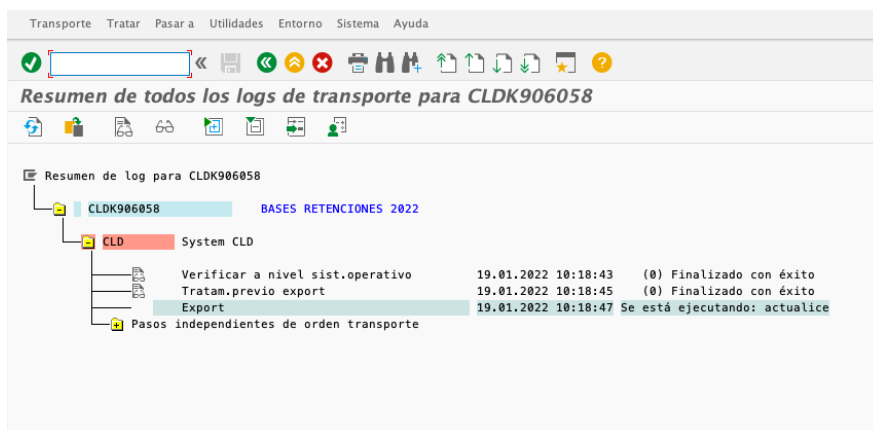 Transporte Tratar Pasar a Utilidades Entorno Sistema Ayuda
Resumen de todos los logs de transporte para CLDK906058
Resumen de log para CLDK906058
CLDK906058 BASES RETENCIONES 2022
CLD System CLD
Verificar a nivel sist.operativo 19.01.2022 10:18:43 (0) Finalizado con éxito
Tratam.previo export 19.01.2022 10:18:45 (0) Finalizado con éxito
Export 19.01.2022 10:18:47 Se está ejecutando: actualice
Pasos independientes de orden transporte